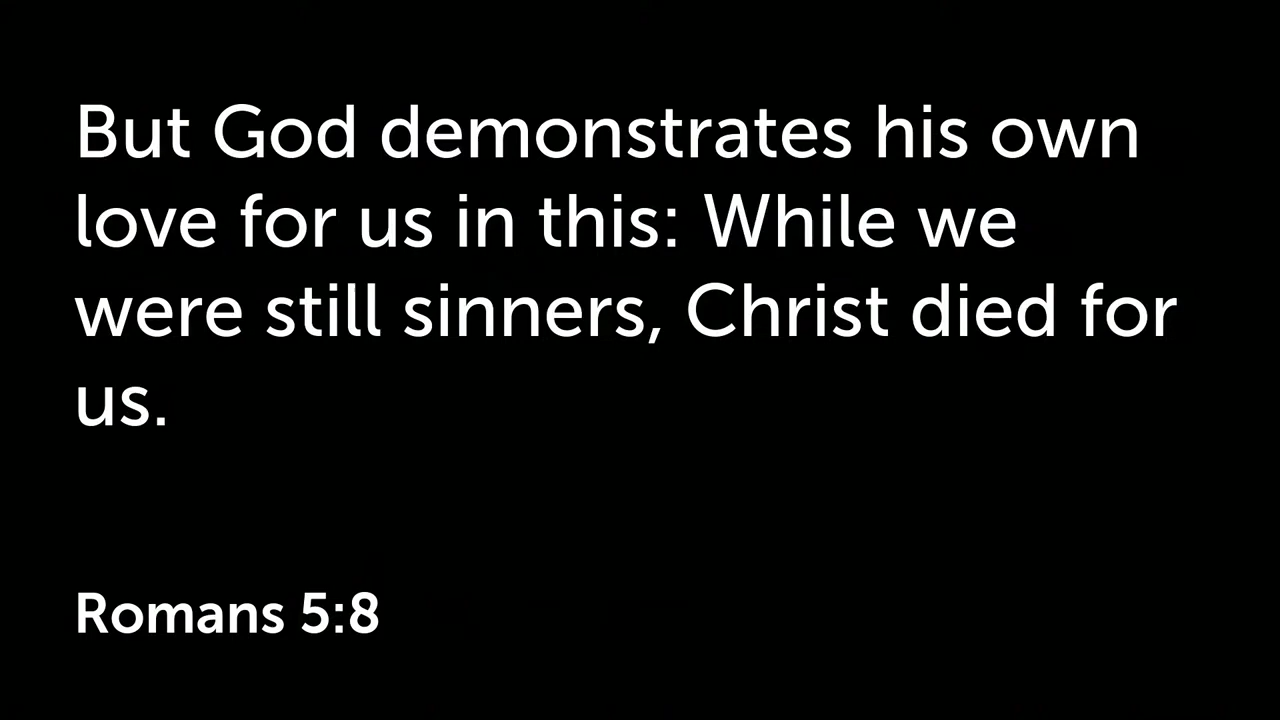 But God demonstrates his own
love for us in this: While we
were still sinners, Christ died for
us.
Romans 5:8